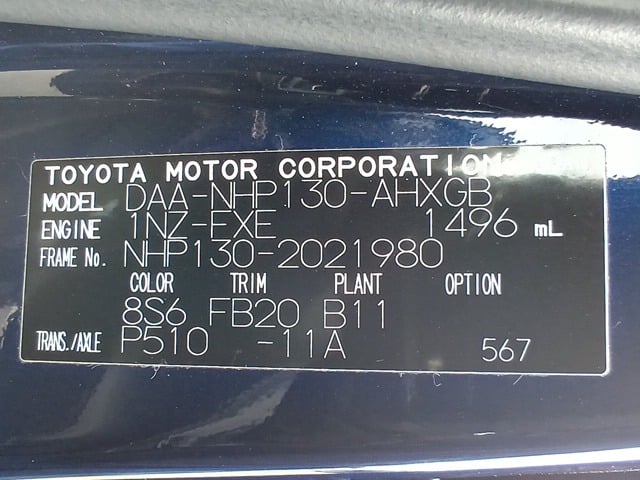 TOYOTA MOTOR CORPORATION
MODEL DAA-NHP130-AHXGB
ENGINE 1NZ-FXE 1496 mL
FRAME No. NHP130-2021980
COLOR TRIM PLANT OPTION
8S6 FB20 B11
TRANS./AXLE P510 -11A 567